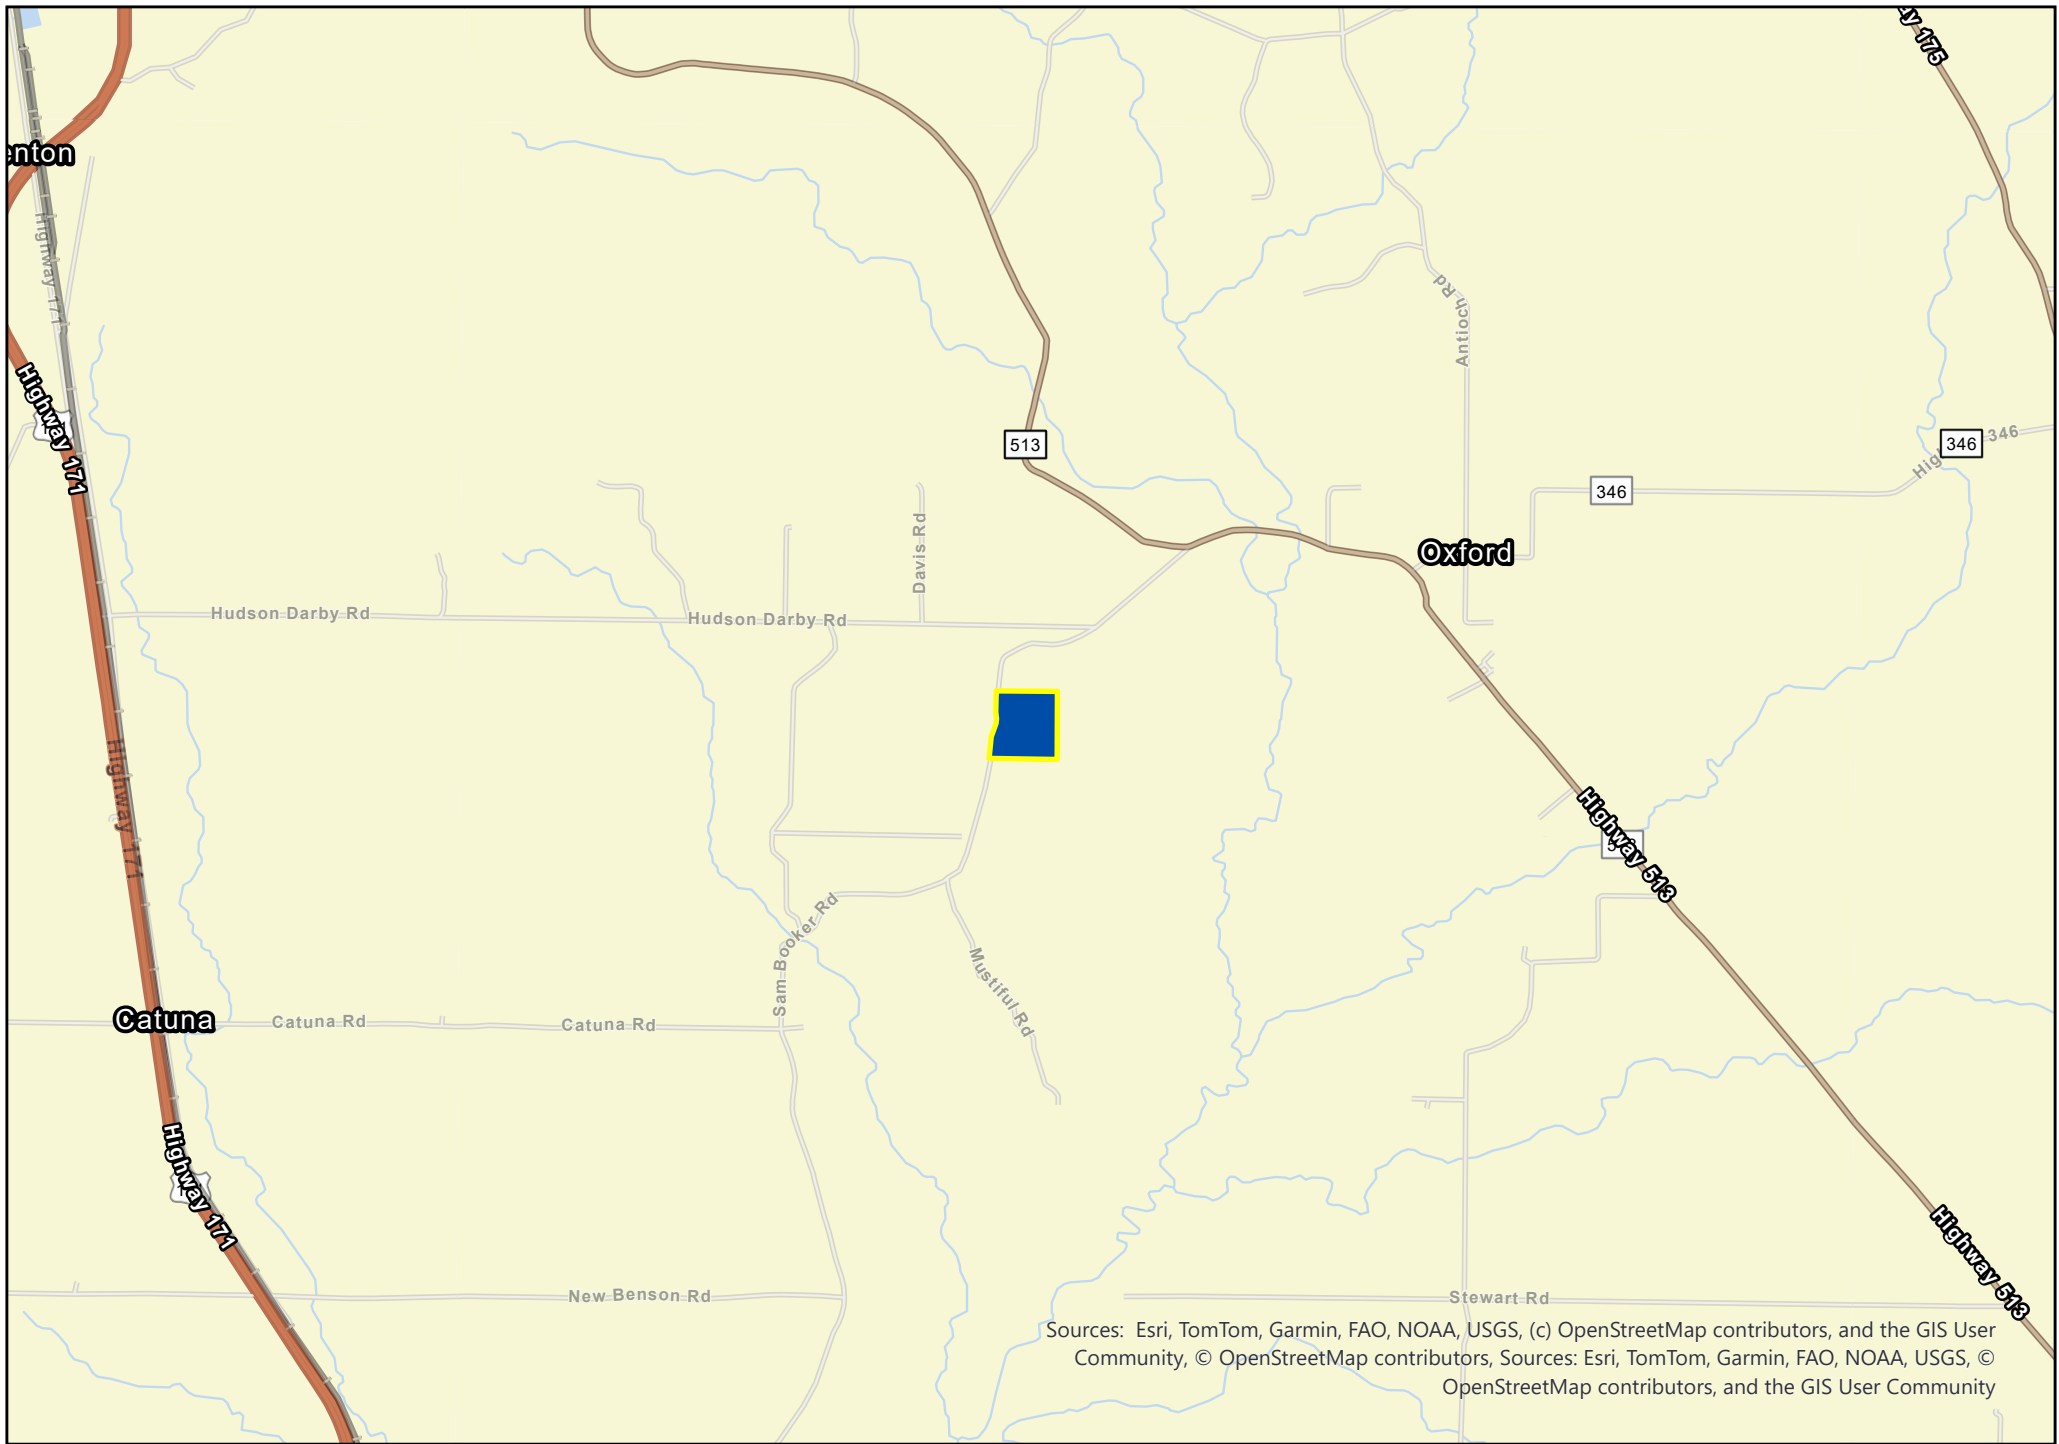 ay 175
enton
Highway 171
Antioch Rd
Highway 171
513
346
346
346
Oxford
Davis Rd
Hudson Darby Rd
Hudson Darby Rd
Highway 171
Highway 513
Sam Booker Rd
Mustiful Rd
Catuna
Catuna Rd
Catuna Rd
Highway 171
Highway 513
New Benson Rd
Stewart Rd
Sources: Esri, TomTom, Garmin, FAO, NOAA, USGS, (c) OpenStreetMap contributors, and the GIS User
Community, © OpenStreetMap contributors, Sources: Esri, TomTom, Garmin, FAO, NOAA, USGS, ©
OpenStreetMap contributors, and the GIS User Community